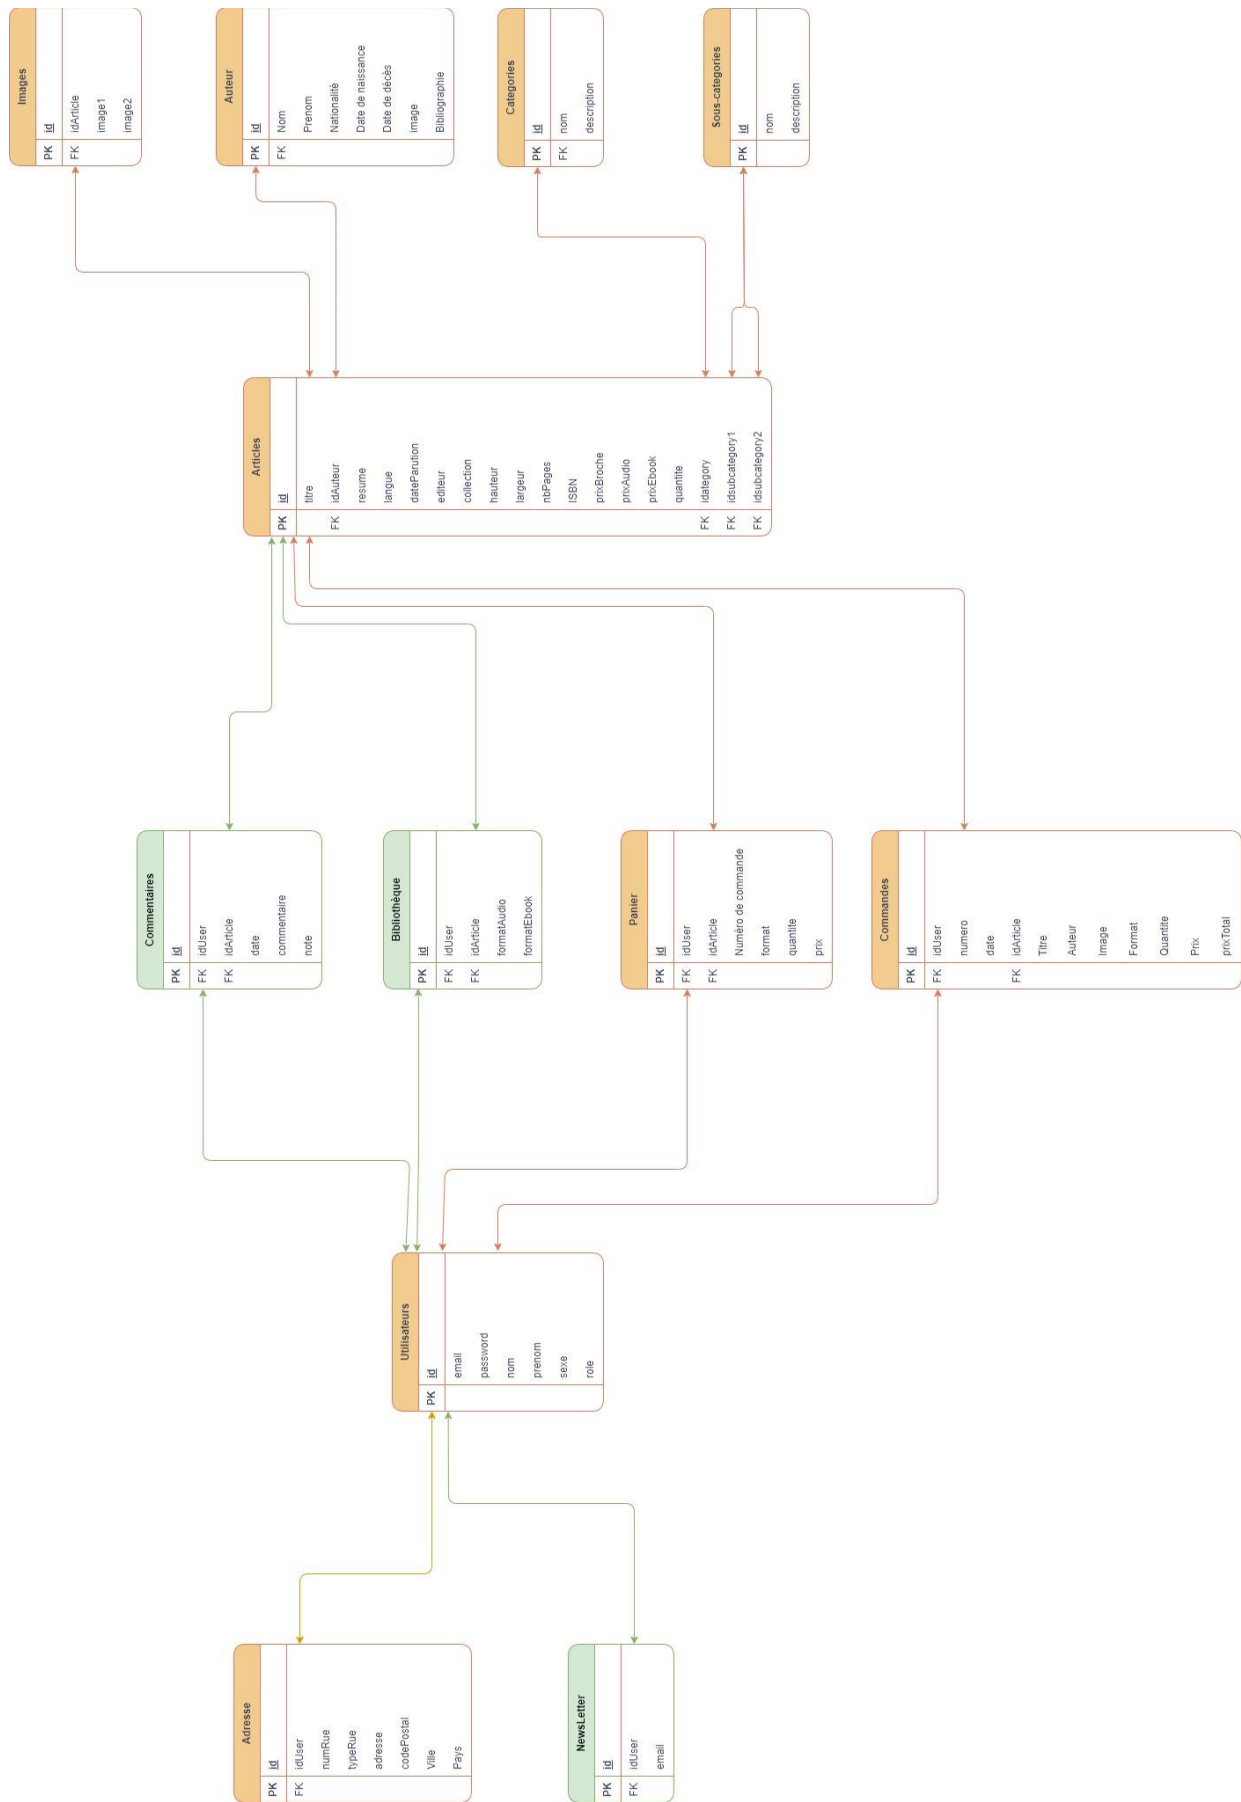 Adresse
PK id
FK idUser
numRue
typeRue
adresse
codePostal
Ville
Pays
NewsLetter
PK id
FK idUser
email
Utilisateurs
PK id
email
password
nom
prenom
sexe
role
Commentaires
PK id
FK idUser
FK idArticle
date
commentaire
note
Bibliothèque
PK id
FK idUser
FK idArticle
formatAudio
formatEbook
Panier
PK id
FK idUser
FK idArticle
Numèro de commande
format
quantite
prix
Commandes
PK id
FK idUser
numero
date
FK idArticle
Titre
Auteur
Image
Format
Quantite
Prix
prixTotal
Articles
PK id
titre
FK idAuteur
resume
langue
dateParution
editeur
collection
hauteur
largeur
nbPages
ISBN
prixBroche
prixAudio
prixEbook
quantite
FK idategory
FK idsubcategory1
FK idsubcategory2
Images
PK id
FK idArticle
image1
image2
Auteur
PK id
FK Nom
Prenom
Nationalité
Date de naissance
Date de dècès
image
Bibliographie
Categories
PK id
FK nom
description
Sous-categories
PK id
nom
description